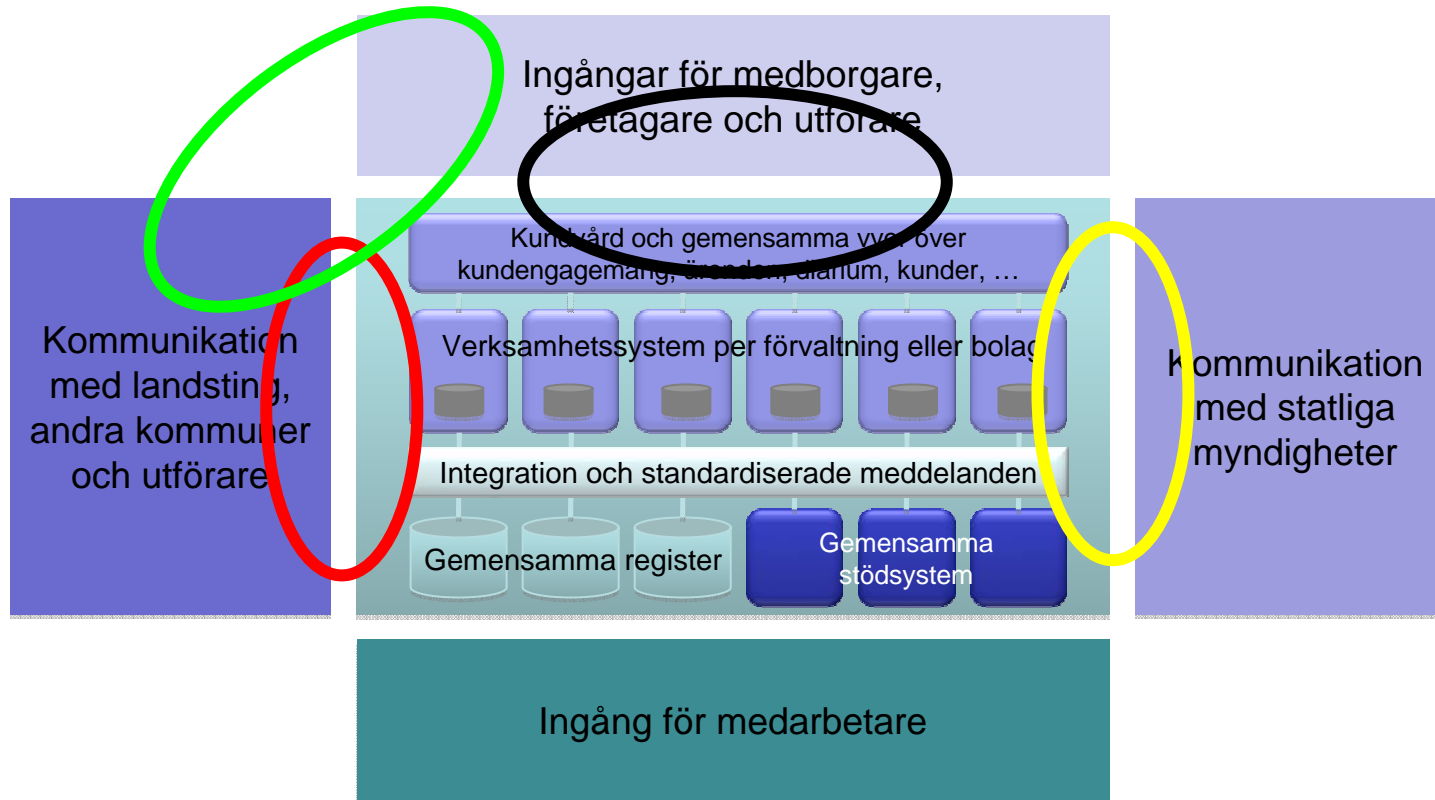 Ingångar för medborgare,
företagare och utförare
Kundvård och gemensamma vyer över
kundengagemang, ärenden, diarium, kunder, …
Kommunikation
med landsting,
andra kommuner
och utförare
Verksamhetssystem per förvaltning eller bolag
Kommunikation
med statliga
myndigheter
Integration och standardiserade meddelanden
Gemensamma register
Gemensamma
stödsystem
Ingång för medarbetare